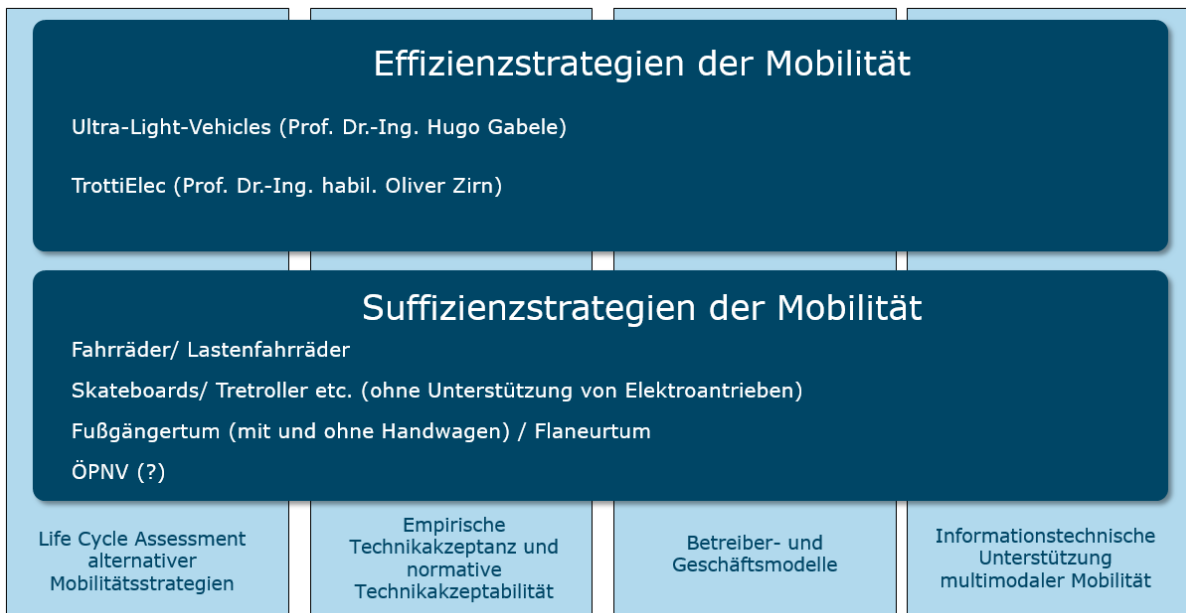 Effizienzstrategien der Mobilität
Ultra-Light-Vehicles (Prof. Dr.-Ing. Hugo Gabele)
TrottiElec (Prof. Dr.-Ing. habil. Oliver Zirn)
Suffizienzstrategien der Mobilität
Fahrräder/ Lastenfahrräder
Skateboards/ Tretroller etc. (ohne Unterstützung von Elektroantrieben)
Fußgängertum (mit und ohne Handwagen) / Flaneurtum
ÖPNV (?)
Life Cycle Assessment
alternativer
Mobilitätsstrategien
Empirische
Technikakzeptanz und
normative
Technikakzeptabilität
Betreiber- und
Geschäftsmodelle
Informationstechnische
Unterstützung
multimodaler Mobilität